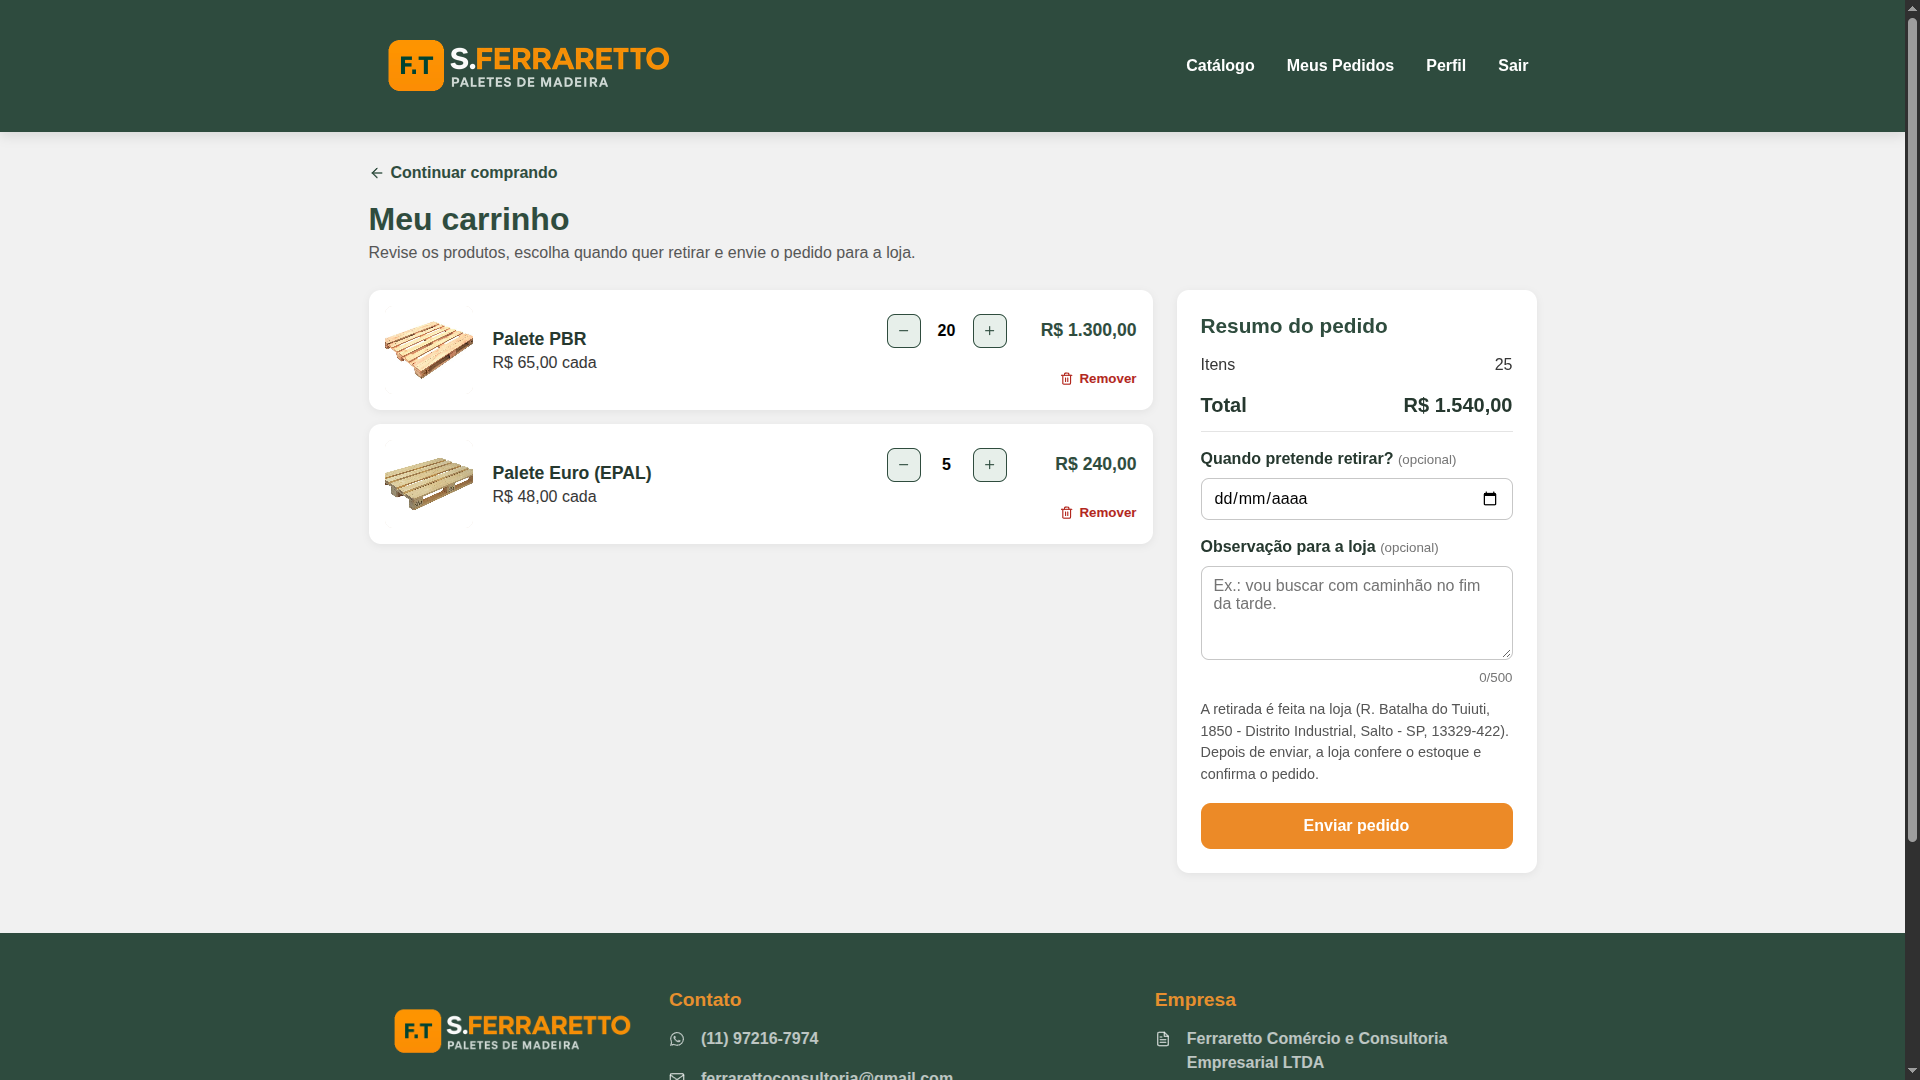 F.T S.FERRARETTO
PALETES DE MADEIRA
Catálogo Meus Pedidos Perfil Sair
Continuar comprando
Meu carrinho
Revise os produtos, escolha quando quer retirar e envie o pedido para a loja.
Palete PBR
R$ 65,00 cada
− 20 + R$ 1.300,00
Remover
Palete Euro (EPAL)
R$ 48,00 cada
− 5 + R$ 240,00
Remover
Resumo do pedido
Itens 25
Total R$ 1.540,00
Quando pretende retirar? (opcional)
dd/mm/aaaa
Observação para a loja (opcional)
Ex.: vou buscar com caminhão no fim
da tarde.
0/500
A retirada é feita na loja (R. Batalha do Tuiuti,
1850 - Distrito Industrial, Salto - SP, 13329-422).
Depois de enviar, a loja confere o estoque e
confirma o pedido.
Enviar pedido
F.T S.FERRARETTO
PALETES DE MADEIRA
Contato
(11) 97216-7974
ferrarettoconsultoria@gmail.com
Empresa
Ferraretto Comércio e Consultoria
Empresarial LTDA